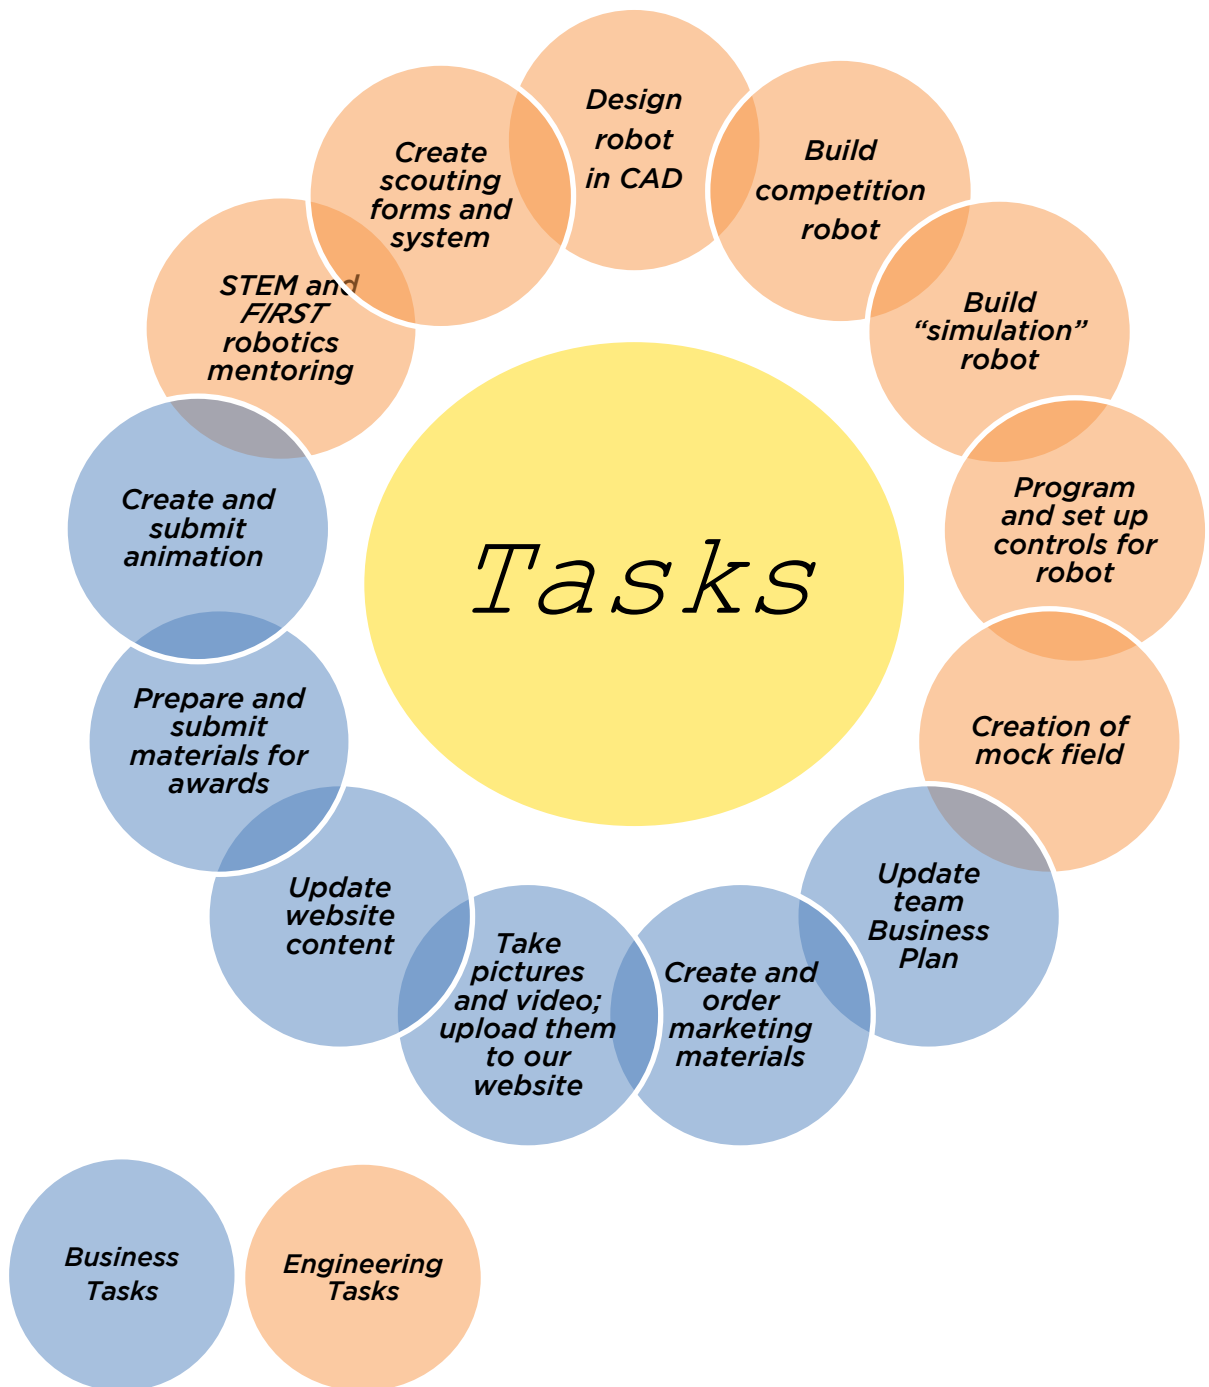 Design
robot
in CAD
Build
competition
robot
Build
“simulation”
robot
Program
and set up
controls for
robot
Creation of
mock field
Update
team
Business
Plan
Create and
order
marketing
materials
Take
pictures
and video;
upload them
to our
website
Update
website
content
Prepare and
submit
materials for
awards
Create and
submit
animation
STEM and
FIRST
robotics
mentoring
Create
scouting
forms and
system
Tasks
Business
Tasks
Engineering
Tasks